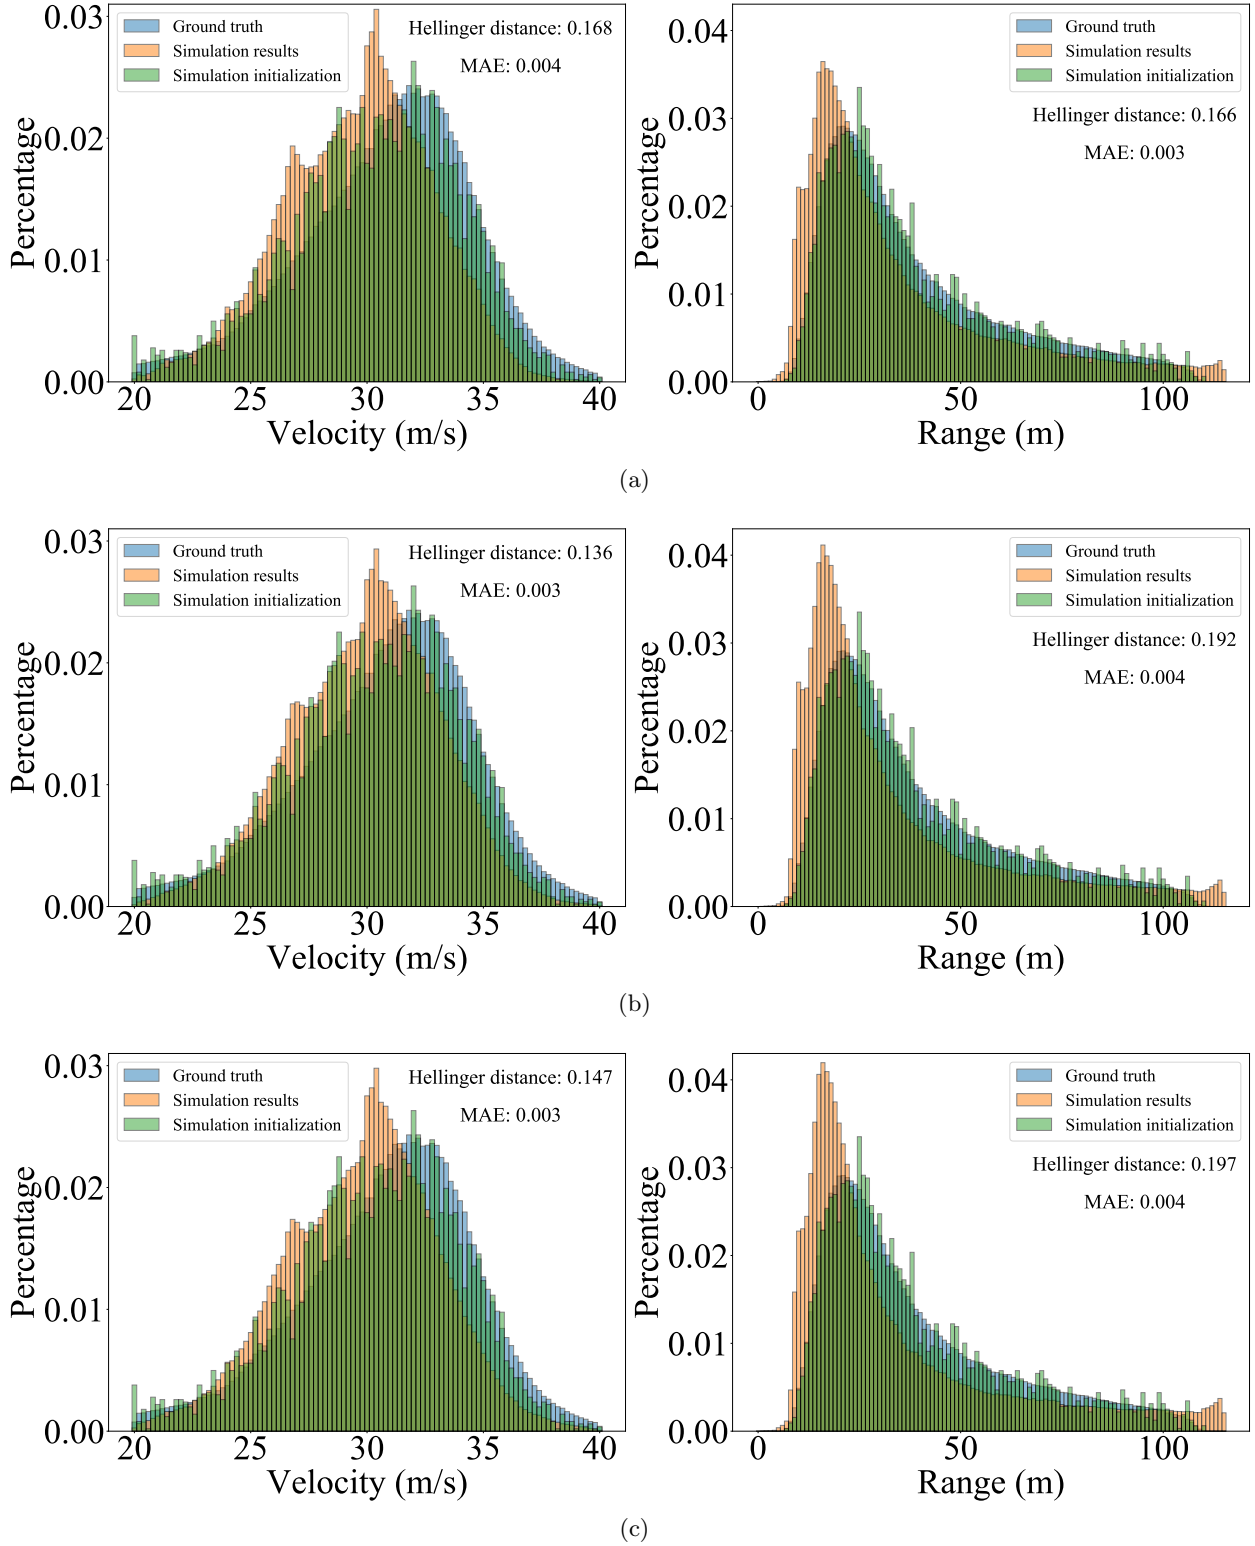 Ground truth
Simulation results
Simulation initialization
Hellinger distance: 0.168
MAE: 0.004
Percentage
0.03
0.02
0.01
0.00
20 25 30 35 40
Velocity (m/s)
Ground truth
Simulation results
Simulation initialization
Hellinger distance: 0.166
MAE: 0.003
Percentage
0.04
0.03
0.02
0.01
0.00
0 50 100
Range (m)
(a)
Ground truth
Simulation results
Simulation initialization
Hellinger distance: 0.136
MAE: 0.003
Percentage
0.03
0.02
0.01
0.00
20 25 30 35 40
Velocity (m/s)
Ground truth
Simulation results
Simulation initialization
Hellinger distance: 0.192
MAE: 0.004
Percentage
0.04
0.03
0.02
0.01
0.00
0 50 100
Range (m)
(b)
Ground truth
Simulation results
Simulation initialization
Hellinger distance: 0.147
MAE: 0.003
Percentage
0.03
0.02
0.01
0.00
20 25 30 35 40
Velocity (m/s)
Ground truth
Simulation results
Simulation initialization
Hellinger distance: 0.197
MAE: 0.004
Percentage
0.04
0.03
0.02
0.01
0.00
0 50 100
Range (m)
(c)